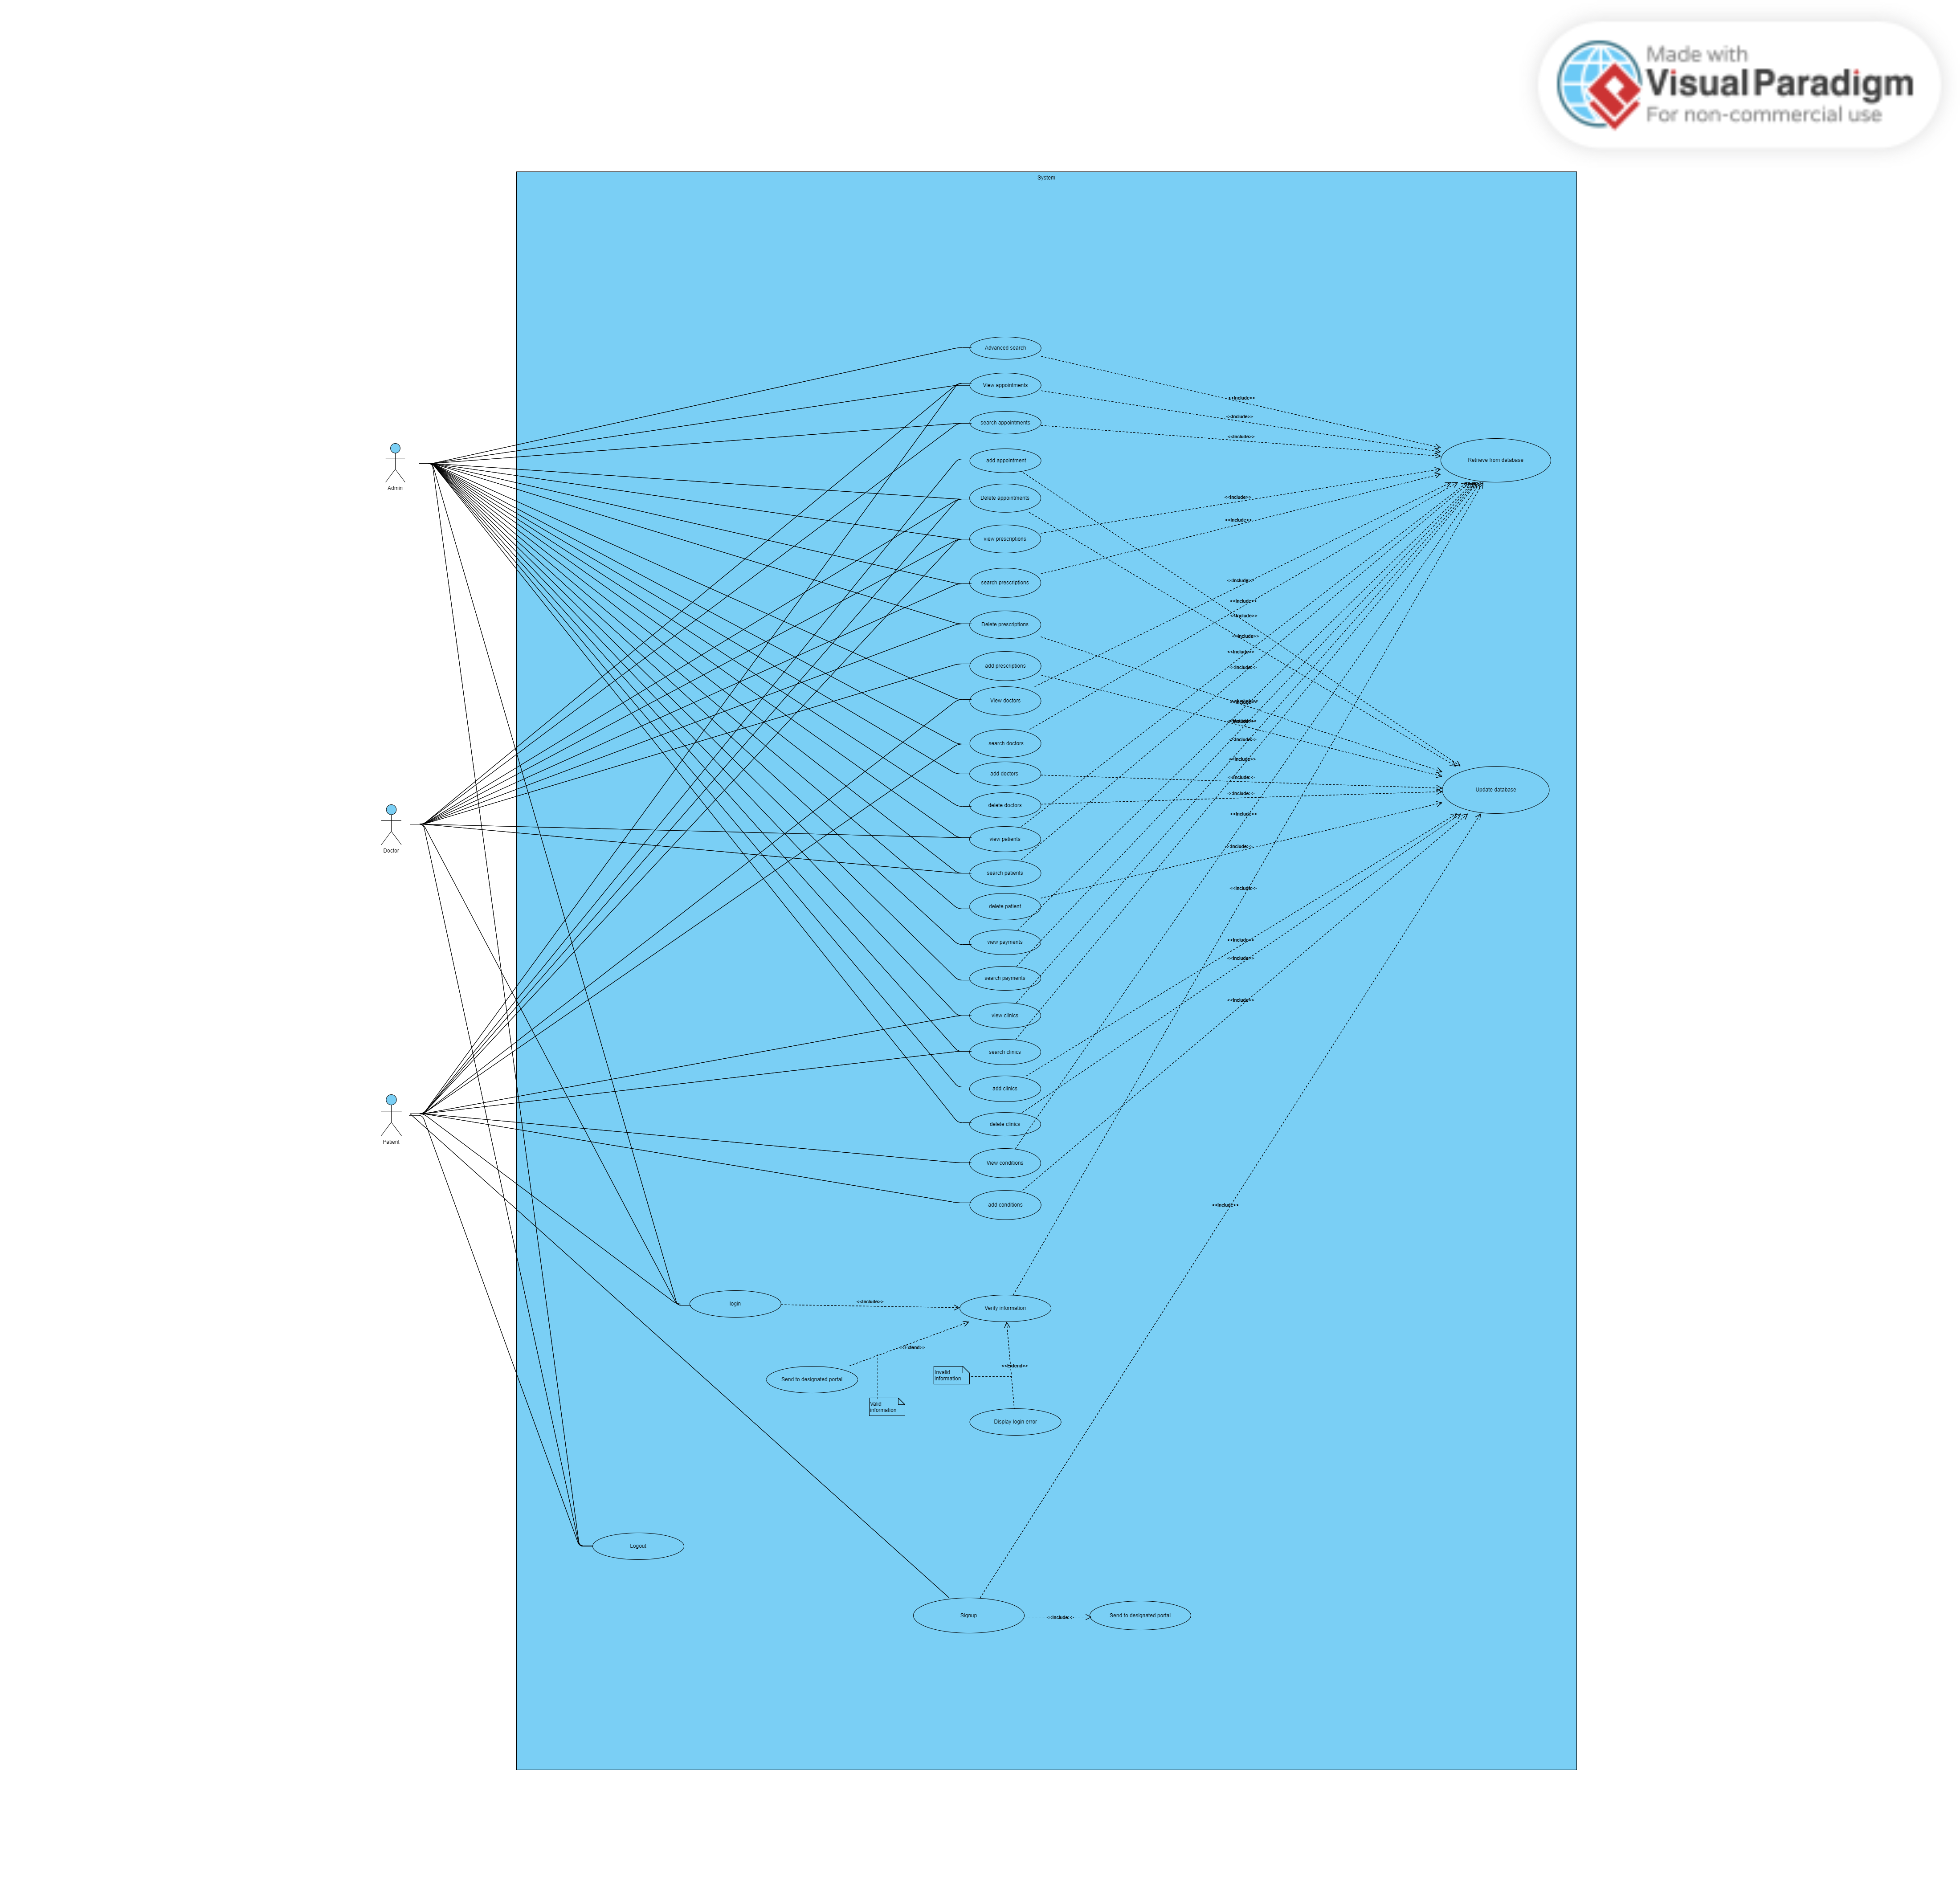 Made with
Visual Paradigm
For non-commercial use
System
Advanced search
<<Include>>
View appointments
<<Include>>
search appointments
<<Include>>
add appointment
Retrieve from database
Admin
Delete appointments
<<Include>>
<<Include>>
view prescriptions
search prescriptions
<<Include>>
<<Include>>
<<Include>>
Delete prescriptions
<<Include>>
<<Include>>
add prescriptions
<<Include>>
View doctors
<<Include>>
<<Include>>
search doctors
<<Include>>
<<Include>>
add doctors
<<Include>>
Update database
<<Include>>
delete doctors
<<Include>>
view patients
Doctor
<<Include>>
search patients
<<Include>>
delete patient
view payments
<<Include>>
<<Include>>
search payments
<<Include>>
view clinics
search clinics
add clinics
delete clinics
Patient
View conditions
add conditions
<<Include>>
login
<<Include>>
Verify information
<<Extend>>
<<Extend>>
Send to designated portal
Invalid
information
Valid
information
Display login error
Logout
Signup
<<Include>>
Send to designated portal